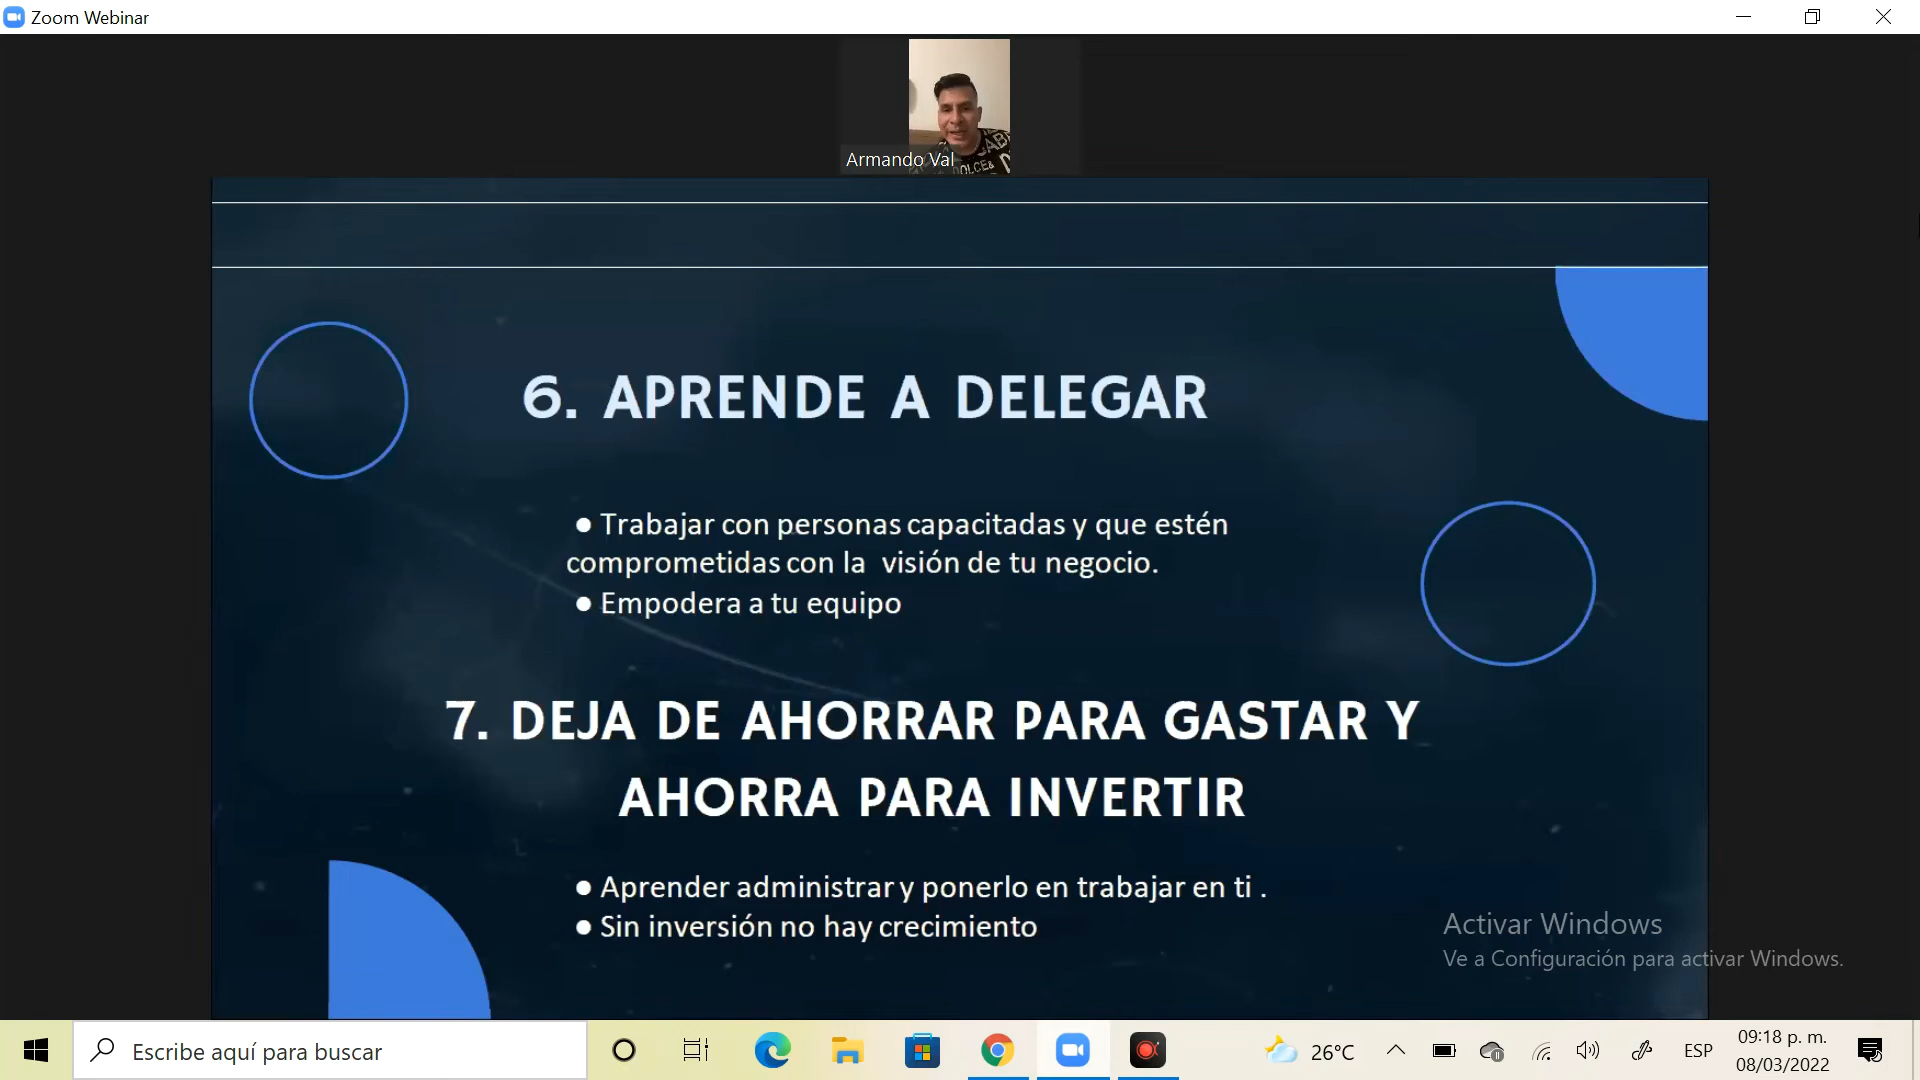 Zoom Webinar
Armando Val
DOLCE&
6. APRENDE A DELEGAR
● Trabajar con personas capacitadas y que estén
comprometidas con la visión de tu negocio.
● Empodera a tu equipo
7. DEJA DE AHORRAR PARA GASTAR Y
AHORRA PARA INVERTIR
● Aprender administrar y ponerlo en trabajar en ti .
● Sin inversión no hay crecimiento
Activar Windows
Ve a Configuración para activar Windows.
Escribe aquí para buscar
26°C
ESP
09:18 p. m.
08/03/2022